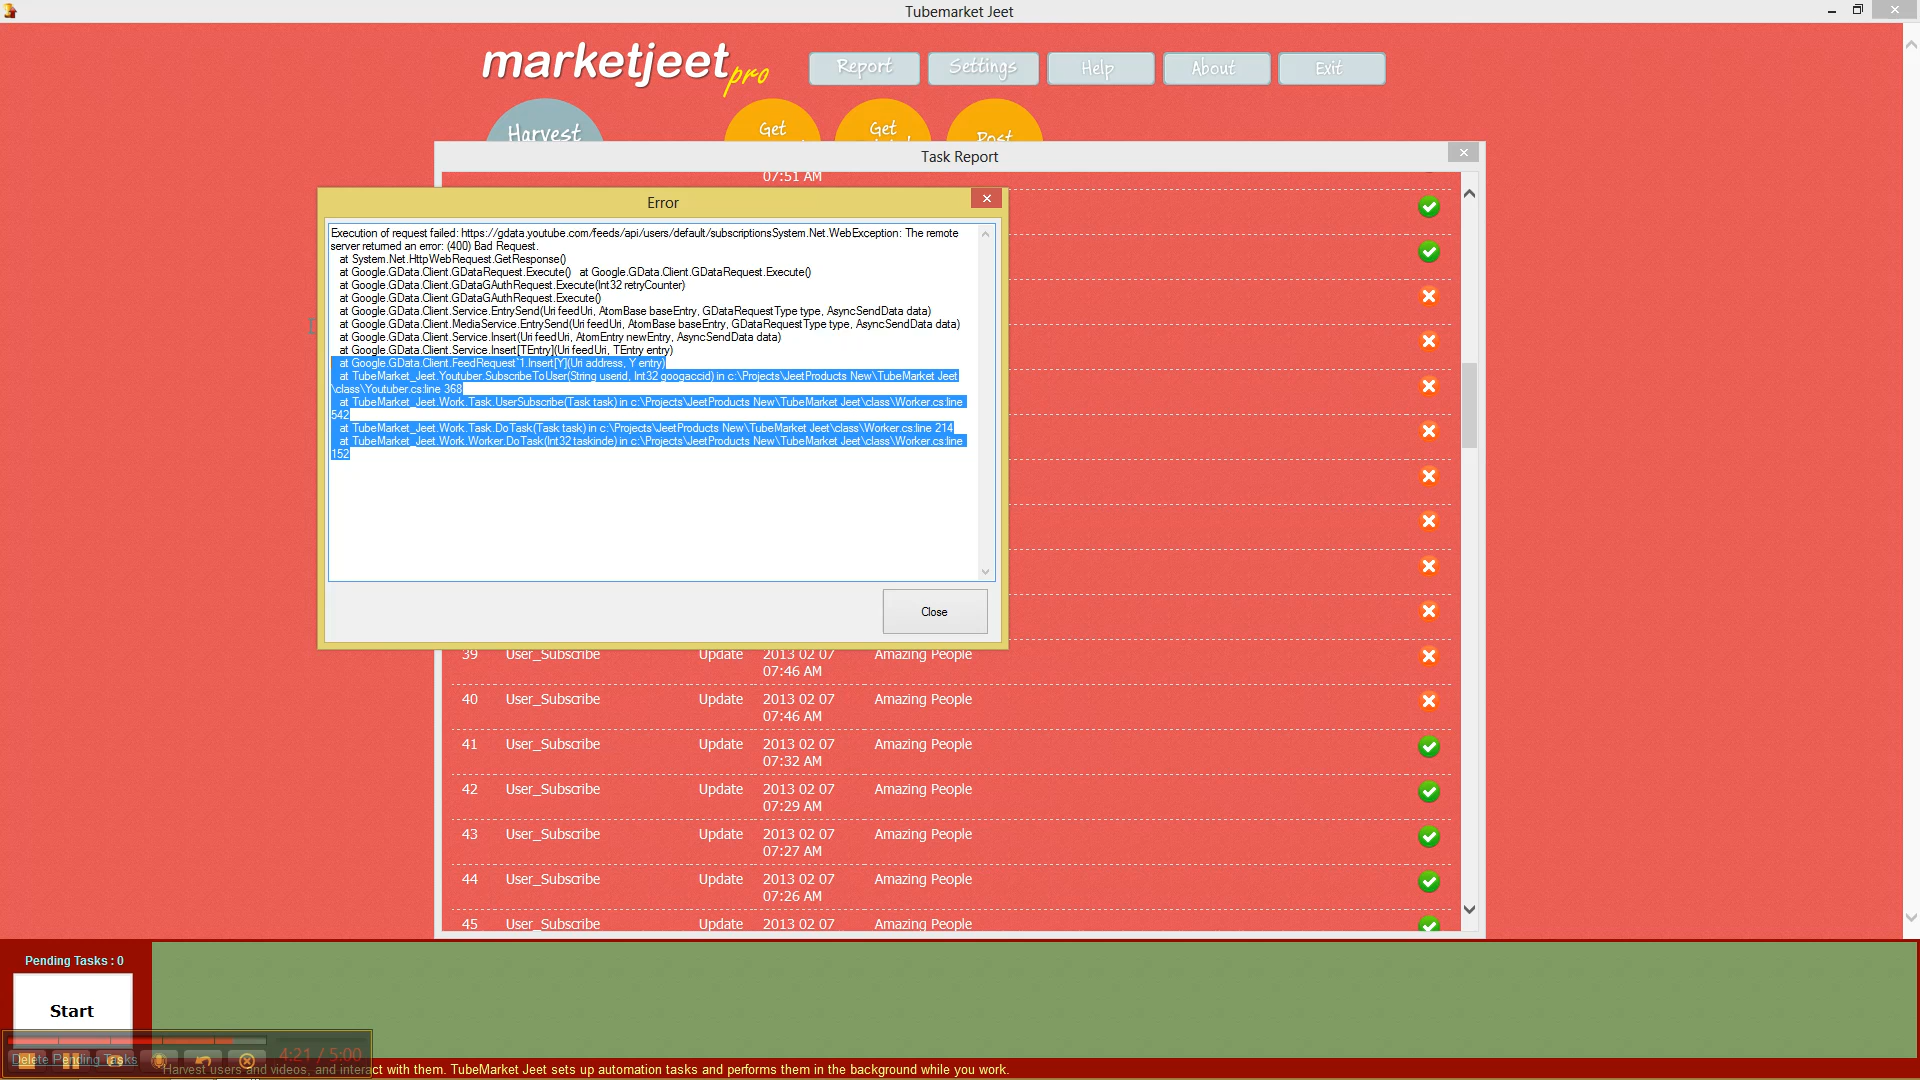 Tubemarket Jeet
marketjeet pro
Report
Settings
Help
About
Exit
Harvest
Get
Get
Post
Task Report
07:51 AM
Error
Execution of request failed: https://gdata.youtube.com/feeds/api/users/default/subscriptionsSystem.Net.WebException: The remote
server returned an error: (400) Bad Request.
at System.Net.HttpWebRequest.GetResponse()
at Google.GData.Client.GDataRequest.Execute()   at Google.GData.Client.GDataRequest.Execute()
at Google.GData.Client.GDataGAuthRequest.Execute(Int32 retryCounter)
at Google.GData.Client.GDataGAuthRequest.Execute()
at Google.GData.Client.Service.EntrySend(Uri feedUri, AtomBase baseEntry, GDataRequestType type, AsyncSendData data)
at Google.GData.Client.MediaService.EntrySend(Uri feedUri, AtomBase baseEntry, GDataRequestType type, AsyncSendData data)
at Google.GData.Client.Service.Insert(Uri feedUri, AtomEntry newEntry, AsyncSendData data)
at Google.GData.Client.Service.Insert[TEntry](Uri feedUri, TEntry entry)
at Google.GData.Client.FeedRequest`1.Insert[Y](Uri address, Y entry)
at TubeMarket_Jeet.Youtuber.SubscribeToUser(String userid, Int32 googaccid) in c:\Projects\JeetProducts New\TubeMarket Jeet
\class\Youtuber.cs:line 368
at TubeMarket_Jeet.Work.Task.UserSubscribe(Task task) in c:\Projects\JeetProducts New\TubeMarket Jeet\class\Worker.cs:line
542
at TubeMarket_Jeet.Work.Task.DoTask(Task task) in c:\Projects\JeetProducts New\TubeMarket Jeet\class\Worker.cs:line 214
at TubeMarket_Jeet.Work.Worker.DoTask(Int32 taskinde) in c:\Projects\JeetProducts New\TubeMarket Jeet\class\Worker.cs:line
152
Close
39 User_Subscribe Update 2013 02 07 Amazing People
07:46 AM
40 User_Subscribe Update 2013 02 07 Amazing People
07:46 AM
41 User_Subscribe Update 2013 02 07 Amazing People
07:32 AM
42 User_Subscribe Update 2013 02 07 Amazing People
07:29 AM
43 User_Subscribe Update 2013 02 07 Amazing People
07:27 AM
44 User_Subscribe Update 2013 02 07 Amazing People
07:26 AM
45 User_Subscribe Update 2013 02 07 Amazing People
Pending Tasks : 0
Start
4:21 / 5:00
Delete Pending Tasks
Harvest users and videos, and interact with them. TubeMarket Jeet sets up automation tasks and performs them in the background while you work.